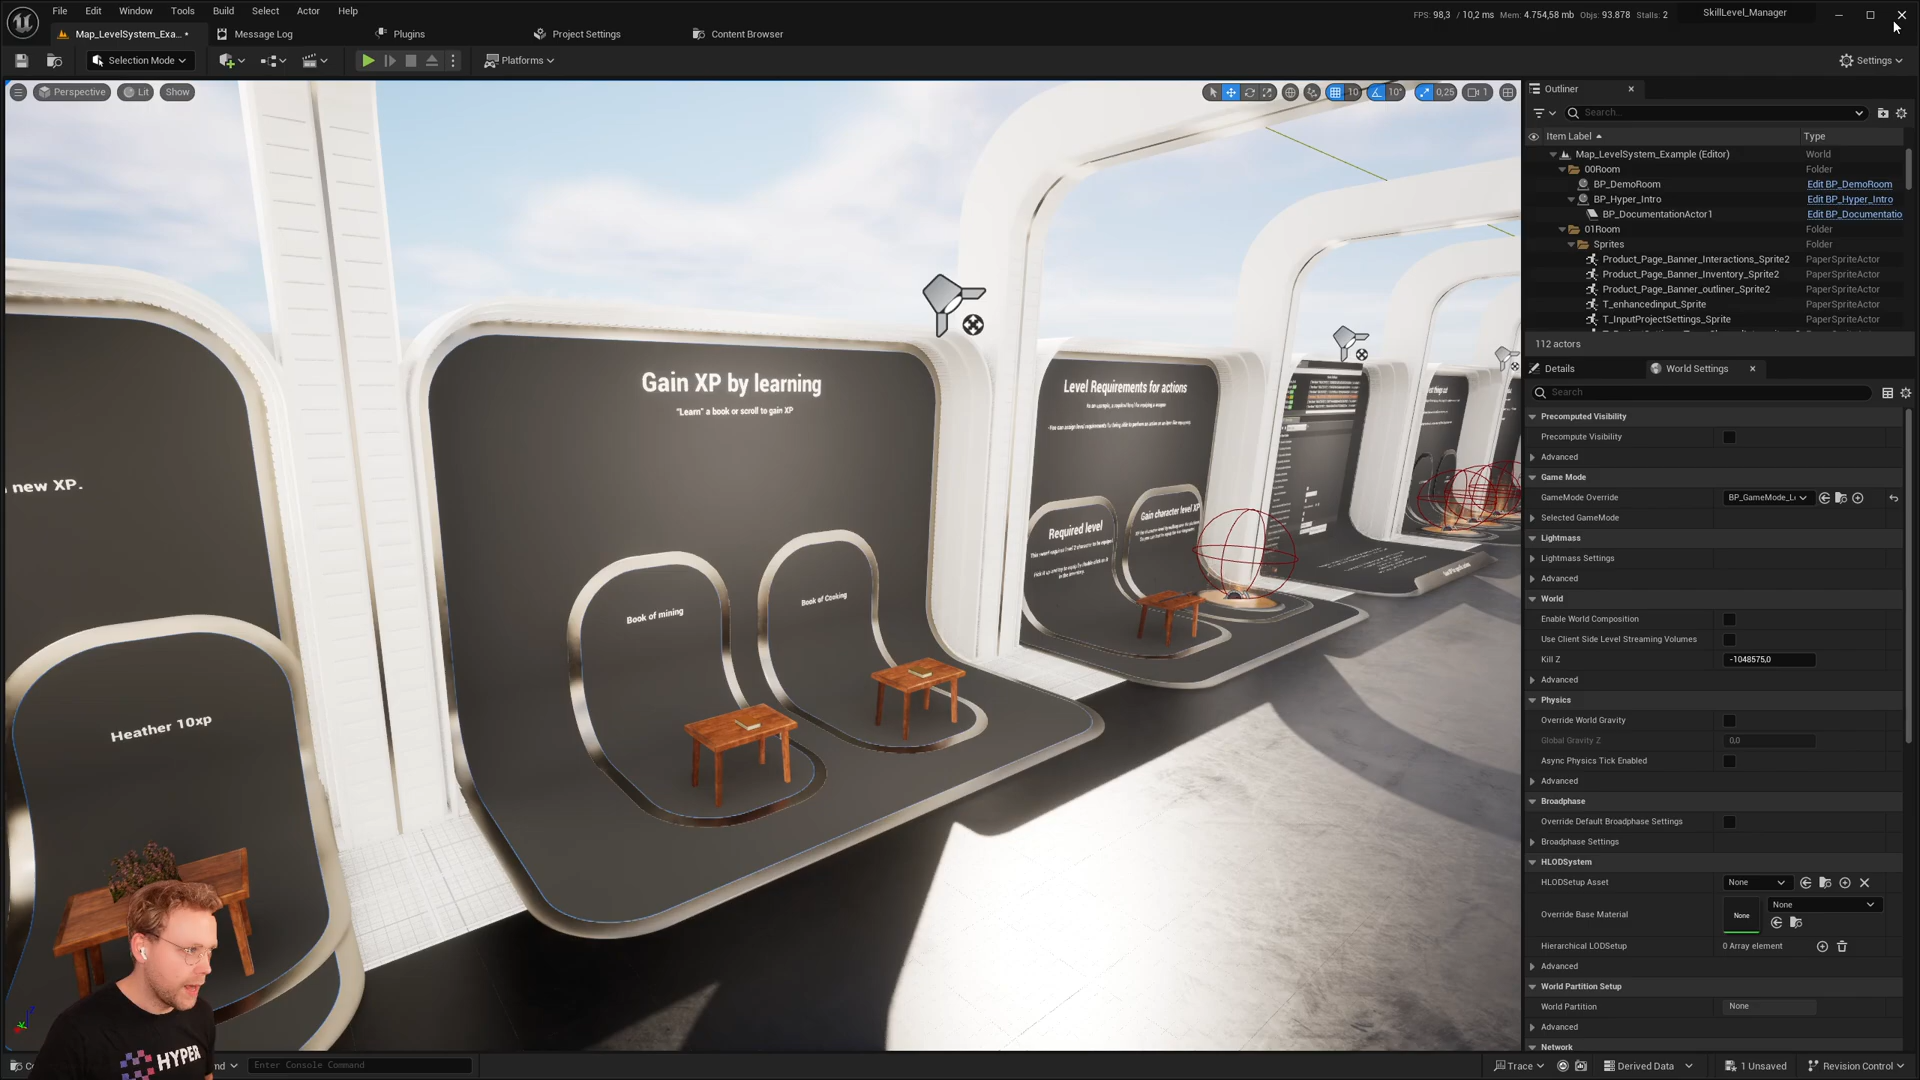 File Edit Window Tools Build Select Actor Help
FPS: 98,3 / 10,2 ms Mem: 4.754,58 mb Objs: 93.878 Stalls: 2 SkillLevel_Manager
Map_LevelSystem_Exa... • Message Log Plugins Project Settings Content Browser
Selection Mode Platforms Settings
Perspective Lit Show 10 10° 0,25 1
Outliner
Search...
Item Label Type
Map_LevelSystem_Example (Editor) World
00Room Folder
BP_DemoRoom Edit BP_DemoRoom
BP_Hyper_Intro Edit BP_Hyper_Intro
BP_DocumentationActor1 Edit BP_Documentatio
01Room Folder
Sprites Folder
Product_Page_Banner_Interactions_Sprite2 PaperSpriteActor
Product_Page_Banner_Inventory_Sprite2 PaperSpriteActor
Product_Page_Banner_outliner_Sprite2 PaperSpriteActor
T_enhancedinput_Sprite PaperSpriteActor
T_InputProjectSettings_Sprite PaperSpriteActor
112 actors
Details World Settings
Search
Precomputed Visibility
Precompute Visibility
Advanced
Game Mode
GameMode Override BP_GameMode_L
Selected GameMode
Lightmass
Lightmass Settings
Advanced
World
Enable World Composition
Use Client Side Level Streaming Volumes
Kill Z -1048575,0
Advanced
Physics
Override World Gravity
Global Gravity Z 0,0
Async Physics Tick Enabled
Advanced
Broadphase
Override Default Broadphase Settings
Broadphase Settings
HLODSystem
HLODSetup Asset None
Override Base Material None None
Hierarchical LODSetup 0 Array element
Advanced
World Partition Setup
World Partition None
Advanced
Network
new XP.
Heather 10xp
Gain XP by learning
"Learn" a book or scroll to gain XP
Book of mining
Book of Cooking
Level Requirements for actions
Required level
Gain character level XP
HYPER
Enter Console Command
Trace Derived Data 1 Unsaved Revision Control